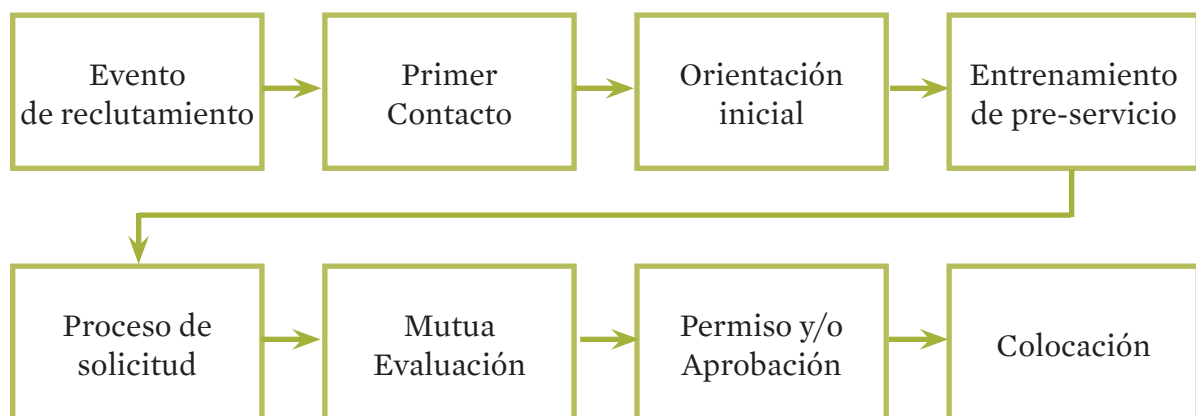 Evento
de reclutamiento
Primer
Contacto
Orientación
inicial
Entrenamiento
de pre-servicio
Proceso de
solicitud
Mutua
Evaluación
Permiso y/o
Aprobación
Colocación